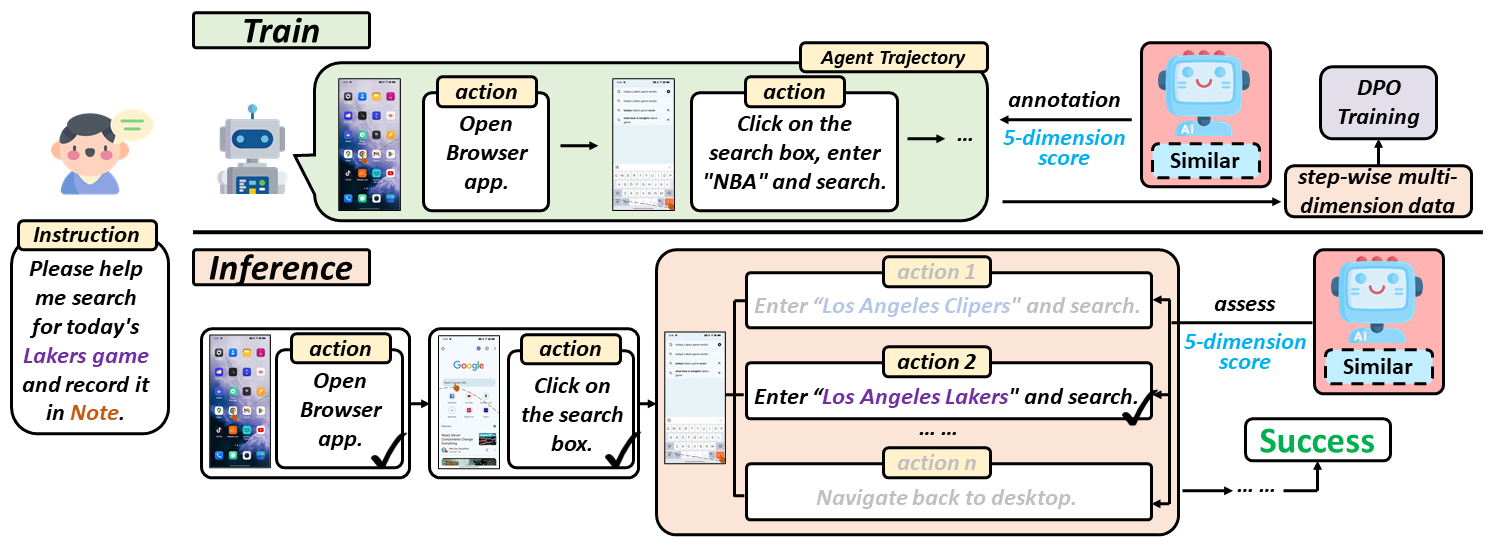 Train
Agent Trajectory
action
Open
Browser
app.
action
Click on the
search box, enter
"NBA" and search.
...
annotation
5-dimension
score
AI
Similar
DPO
Training
step-wise multi-
dimension data
Instruction
Please help
me search
for today's
Lakers game
and record it
in Note.
Inference
action
Open
Browser
app.
Google
action
Click on
the search
box.
action 1
Enter “Los Angeles Clipers" and search.
action 2
Enter “Los Angeles Lakers" and search.
... ...
action n
Navigate back to desktop.
assess
5-dimension
score
AI
Similar
... ...
Success